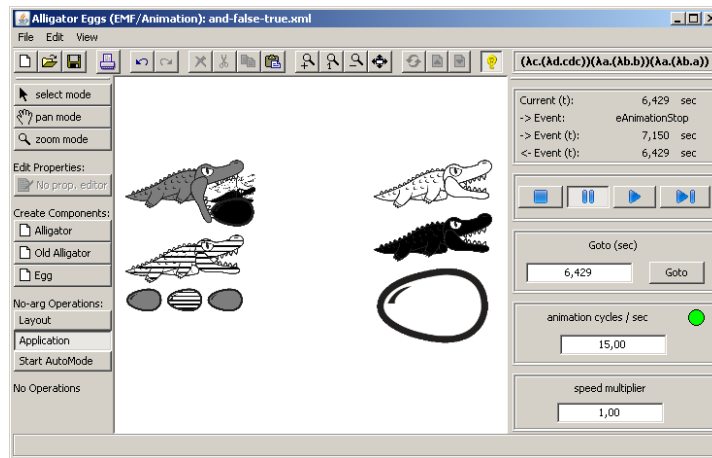 Alligator Eggs (EMF/Animation): and-false-true.xml
File Edit View
(λc.(λd.cdc))(λa.(λb.b))(λa.(λb.a))
select mode
pan mode
zoom mode
Edit Properties:
No prop. editor
Create Components:
Alligator
Old Alligator
Egg
No-arg Operations:
Layout
Application
Start AutoMode
No Operations
Current (t): 6,429 sec
-> Event: eAnimationStop
-> Event (t): 7,150 sec
<- Event (t): 6,429 sec
Goto (sec)
6,429 Goto
animation cycles / sec
15,00
speed multiplier
1,00